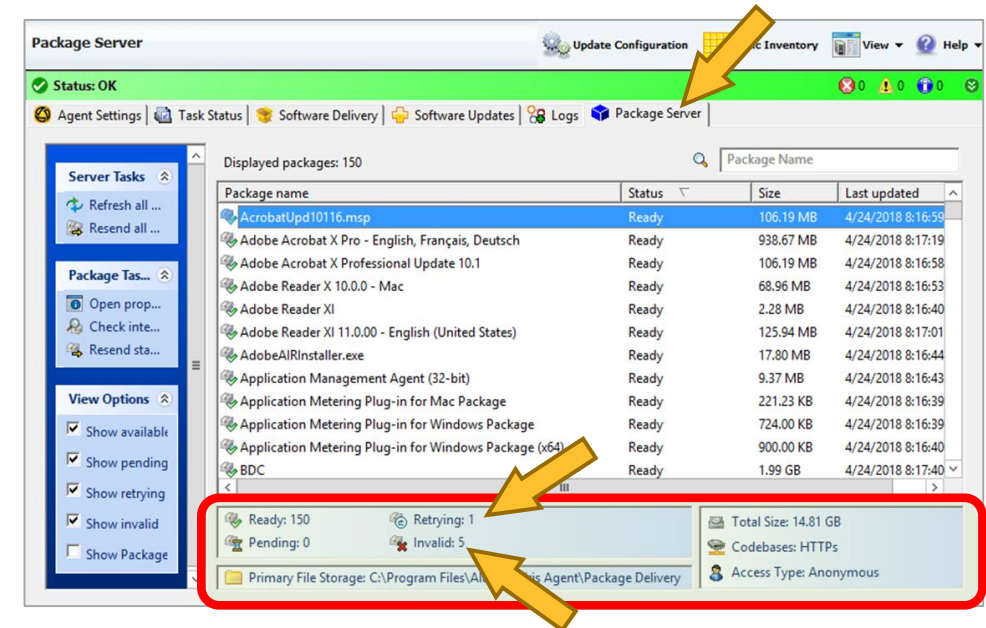 Package Server
Update Configuration
Inventory
View
Help
Status: OK
0 0 0
Agent Settings Task Status Software Delivery Software Updates Logs Package Server
Displayed packages: 150
Package Name
Server Tasks
Refresh all ...
Resend all ...
Package Tas...
Open prop...
Check inte...
Resend sta...
View Options
Show available
Show pending
Show retrying
Show invalid
Show Package
Package name Status Size Last updated
AcrobatUpd10116.msp Ready 106.19 MB 4/24/2018 8:16:59
Adobe Acrobat X Pro - English, Français, Deutsch Ready 938.67 MB 4/24/2018 8:17:19
Adobe Acrobat X Professional Update 10.1 Ready 106.19 MB 4/24/2018 8:16:58
Adobe Reader X 10.0.0 - Mac Ready 68.96 MB 4/24/2018 8:16:53
Adobe Reader XI Ready 2.28 MB 4/24/2018 8:16:40
Adobe Reader XI 11.0.00 - English (United States) Ready 125.94 MB 4/24/2018 8:17:01
AdobeAIRInstaller.exe Ready 17.80 MB 4/24/2018 8:16:44
Application Management Agent (32-bit) Ready 9.37 MB 4/24/2018 8:16:43
Application Metering Plug-in for Mac Package Ready 221.23 KB 4/24/2018 8:16:39
Application Metering Plug-in for Windows Package Ready 724.00 KB 4/24/2018 8:16:39
Application Metering Plug-in for Windows Package (x64) Ready 900.00 KB 4/24/2018 8:16:40
BDC Ready 1.99 GB 4/24/2018 8:17:40
Ready: 150 Retrying: 1
Pending: 0 Invalid: 5
Primary File Storage: C:\Program Files\Al is Agent\Package Delivery
Total Size: 14.81 GB
Codebases: HTTPs
Access Type: Anonymous